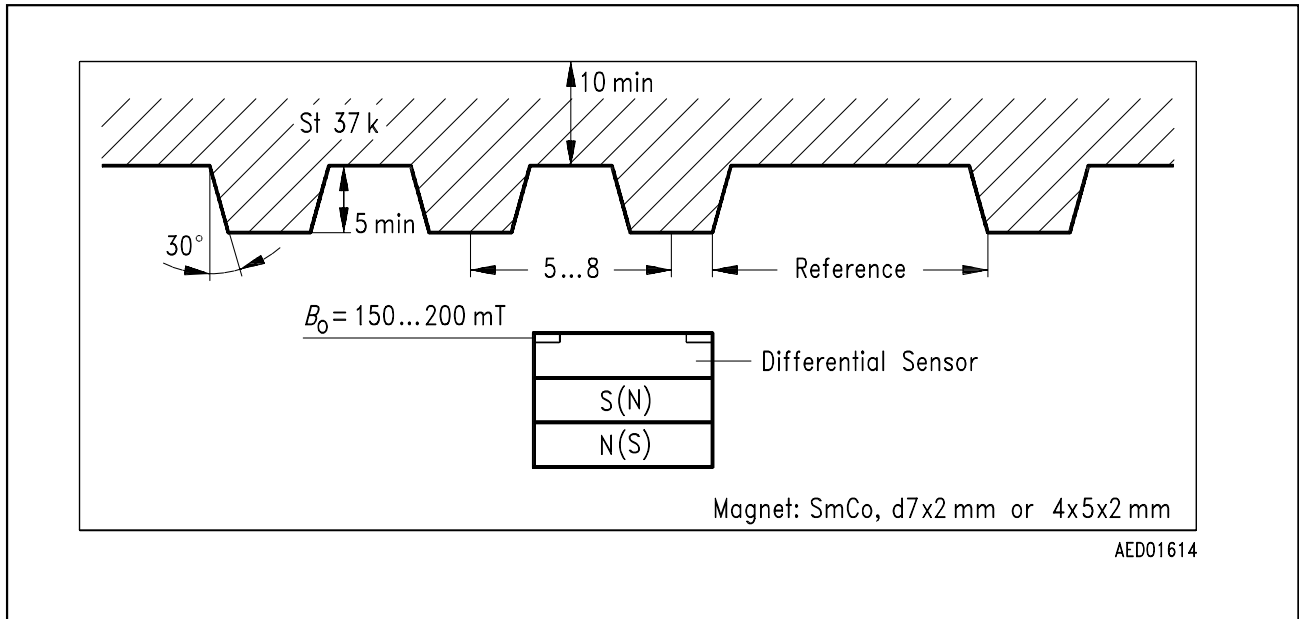 10 min
St 37 k
5 min
30°
5...8
Reference
B0 = 150...200 mT
Differential Sensor
S(N)
N(S)
Magnet: SmCo, d7x2 mm or 4x5x2 mm
AED01614